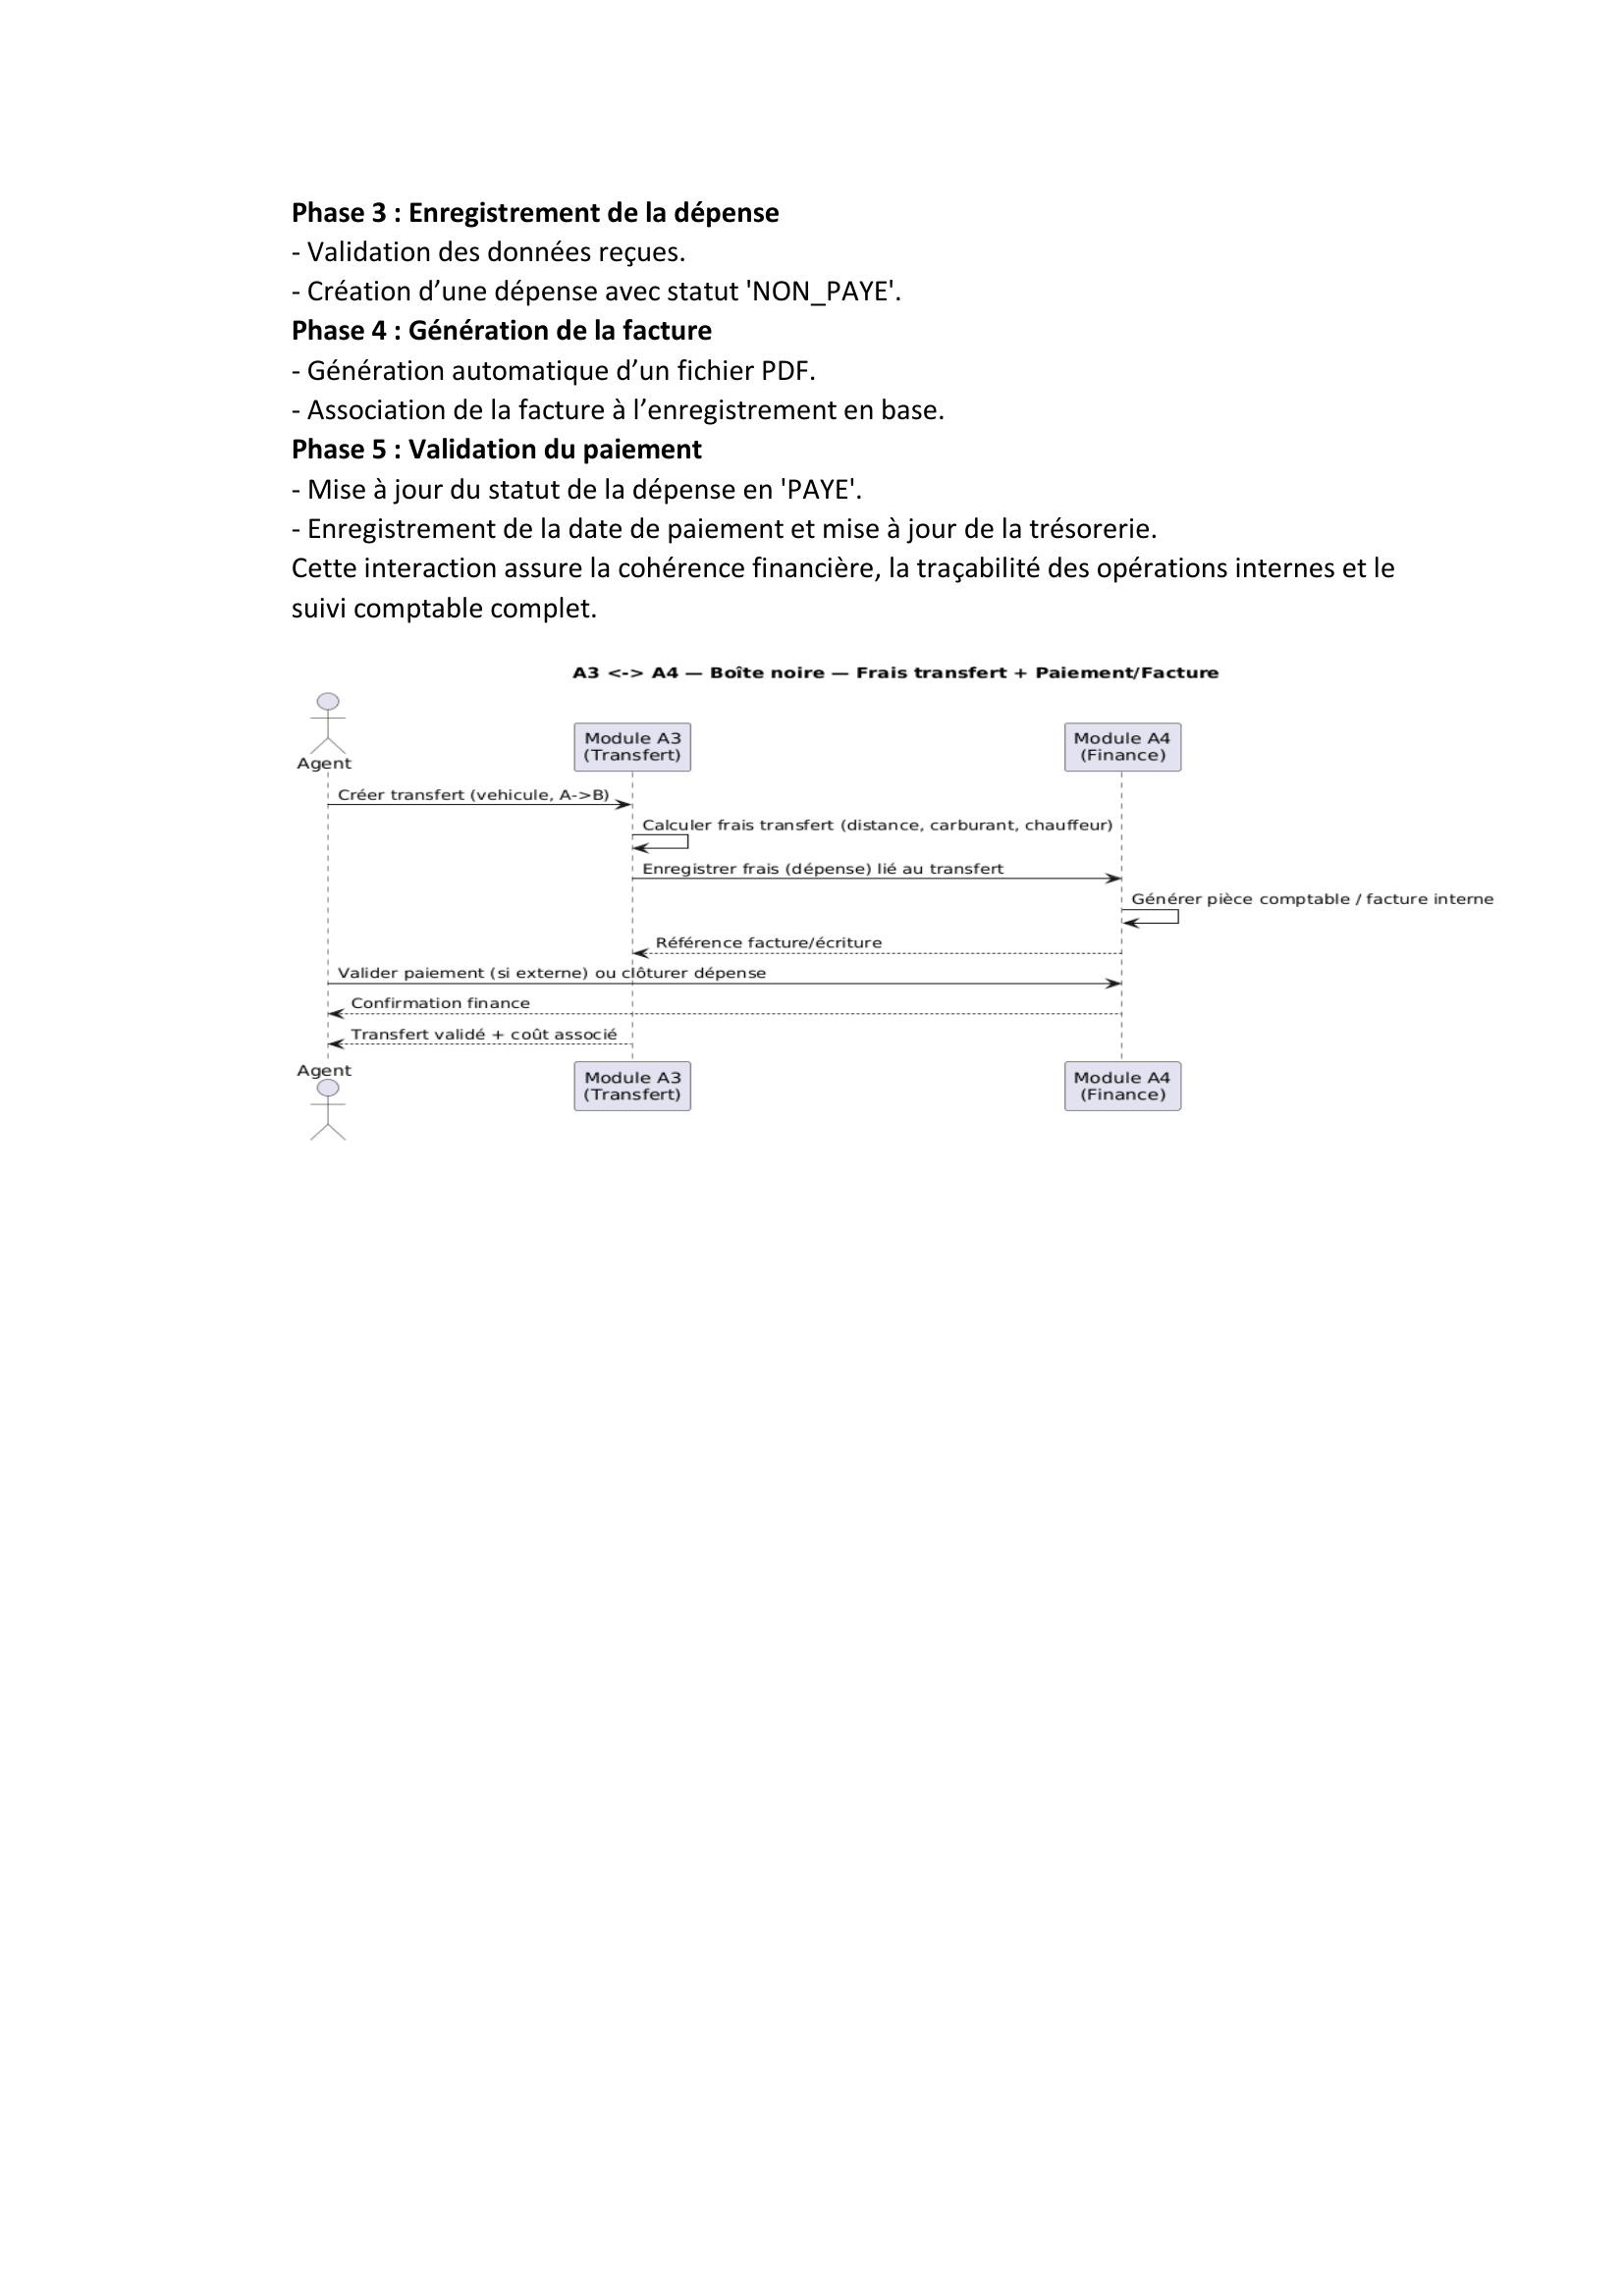 Phase 3 : Enregistrement de la dépense
- Validation des données reçues.
- Création d’une dépense avec statut 'NON_PAYE'.
Phase 4 : Génération de la facture
- Génération automatique d’un fichier PDF.
- Association de la facture à l’enregistrement en base.
Phase 5 : Validation du paiement
- Mise à jour du statut de la dépense en 'PAYE'.
- Enregistrement de la date de paiement et mise à jour de la trésorerie.
Cette interaction assure la cohérence financière, la traçabilité des opérations internes et le
suivi comptable complet.
A3 <-> A4 — Boîte noire — Frais transfert + Paiement/Facture
Agent
Module A3
(Transfert)
Module A4
(Finance)
Créer transfert (vehicule, A->B)
Calculer frais transfert (distance, carburant, chauffeur)
Enregistrer frais (dépense) lié au transfert
Générer pièce comptable / facture interne
Référence facture/écriture
Valider paiement (si externe) ou clôturer dépense
Confirmation finance
Transfert validé + coût associé
Agent
Module A3
(Transfert)
Module A4
(Finance)